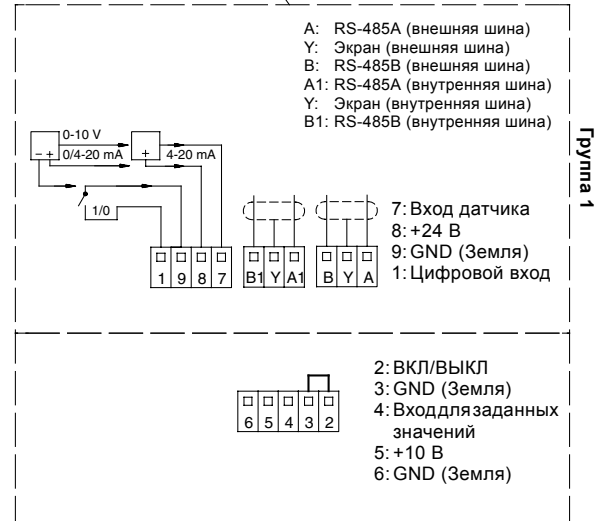 A: RS-485A (внешняя шина)
Y: Экран (внешняя шина)
B: RS-485B (внешняя шина)
A1: RS-485A (внутренняя шина)
Y: Экран (внутренняя шина)
B1: RS-485B (внутренняя шина)
Группа 1
0-10 V
- + 0/4-20 mA + 4-20 mA
1/0
7: Вход датчика
8: +24 В
9: GND (Земля)
1: Цифровой вход
1 9 8 7 B1 Y A1 B Y A
2: ВКЛ/ВЫКЛ
3: GND (Земля)
4: Вход для заданных
значений
5: +10 В
6: GND (Земля)
6 5 4 3 2